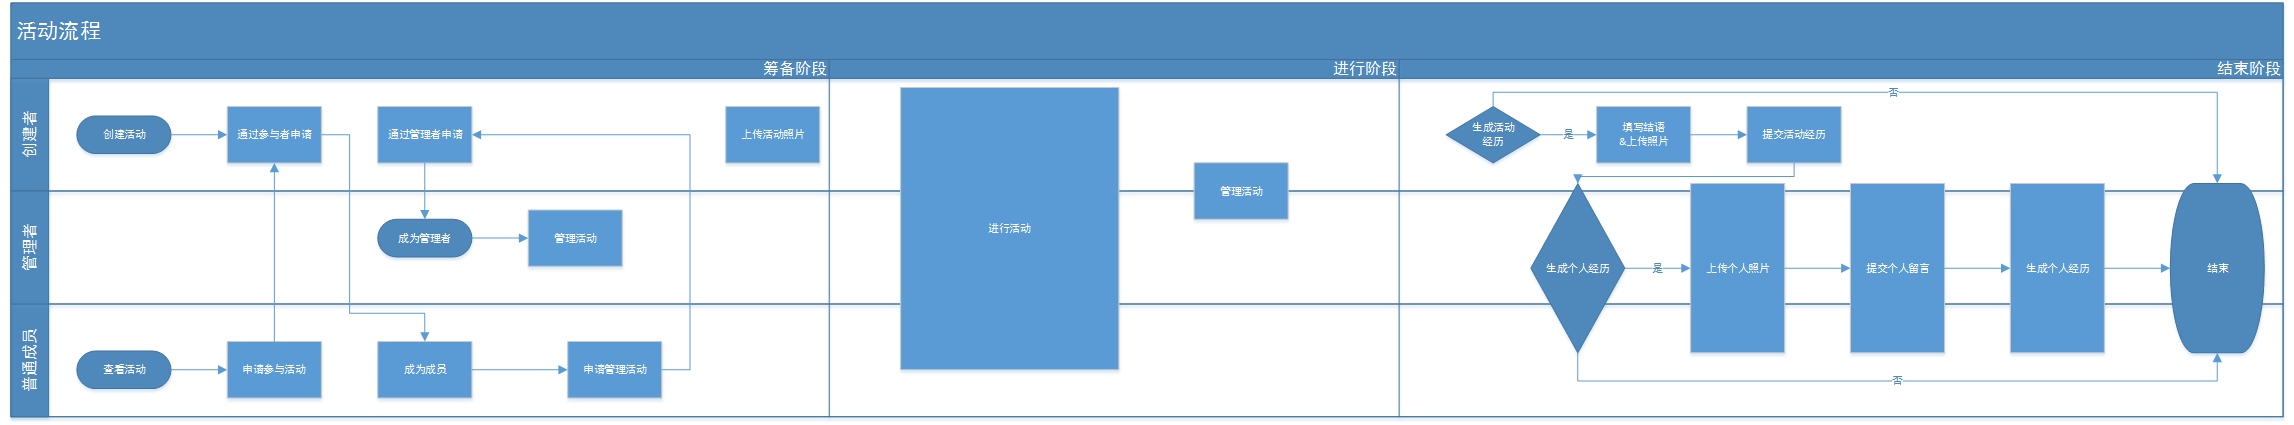 活动流程
筹备阶段
进行阶段
结束阶段
创建者
创建活动
通过参与者申请
通过管理者申请
上传活动照片
生成活动
经历
是
否
填写结语
&上传照片
提交活动经历
管理者
成为管理者
管理活动
进行活动
管理活动
生成个人经历
是
上传个人照片
提交个人留言
生成个人经历
结束
普通成员
查看活动
申请参与活动
成为成员
申请管理活动
否